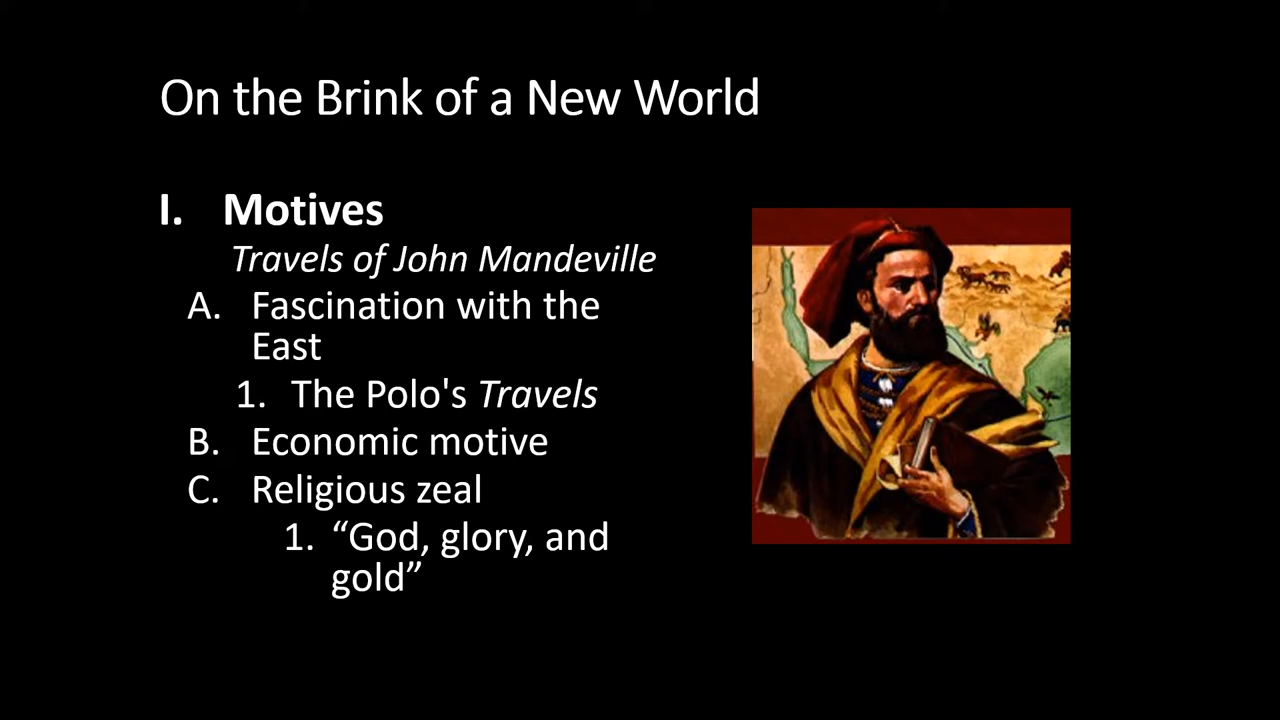 On the Brink of a New World
I. Motives
Travels of John Mandeville
A. Fascination with the
East
1. The Polo's Travels
B. Economic motive
C. Religious zeal
1. “God, glory, and
gold”